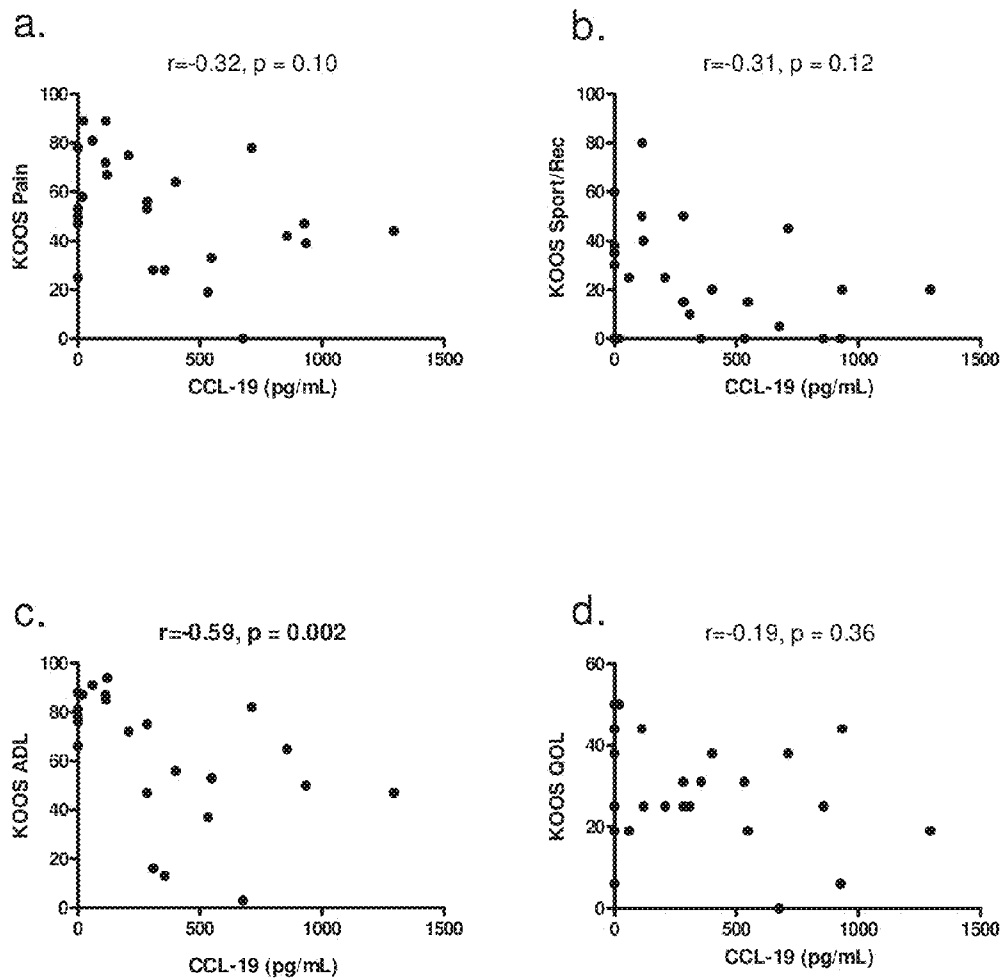 a.
r=-0.32, p = 0.10
100
80
60
40
20
0
KOOS Pain
0 500 1000 1500
CCL-19 (pg/mL)
b.
r=-0.31, p = 0.12
100
80
60
40
20
0
KOOS Sport/Rec
0 500 1000 1500
CCL-19 (pg/mL)
c.
r=-0.59, p = 0.002
100
80
60
40
20
0
KOOS ADL
0 500 1000 1500
CCL-19 (pg/mL)
d.
r=-0.19, p = 0.36
60
40
20
0
KOOS QOL
0 500 1000 1500
CCL-19 (pg/mL)